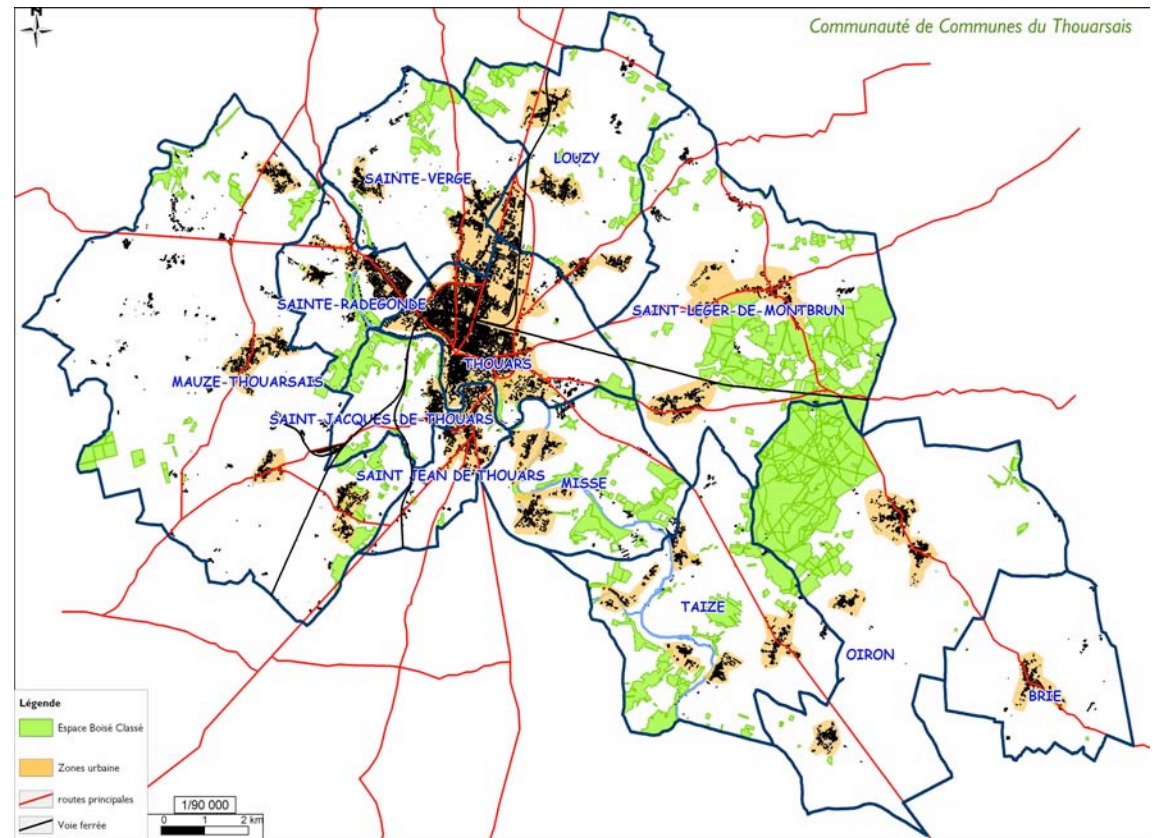 N
Communauté de Communes du Thouarsais
LOUZY
SAINTE-VERGE
SAINTE-RADEGONDE
SAINT-LEGER-DE-MONTBRUN
THOUARS
MAUZE-THOUARSAIS
SAINT-JACQUES-DE-THOUARS
SAINT JEAN DE THOUARS
MISSE
TAIZE
OIRON
BRIE
Légende
Espace Boisé Classé
Zones urbaine
routes principales
Voie ferrée
1/90 000
0 1 2 km